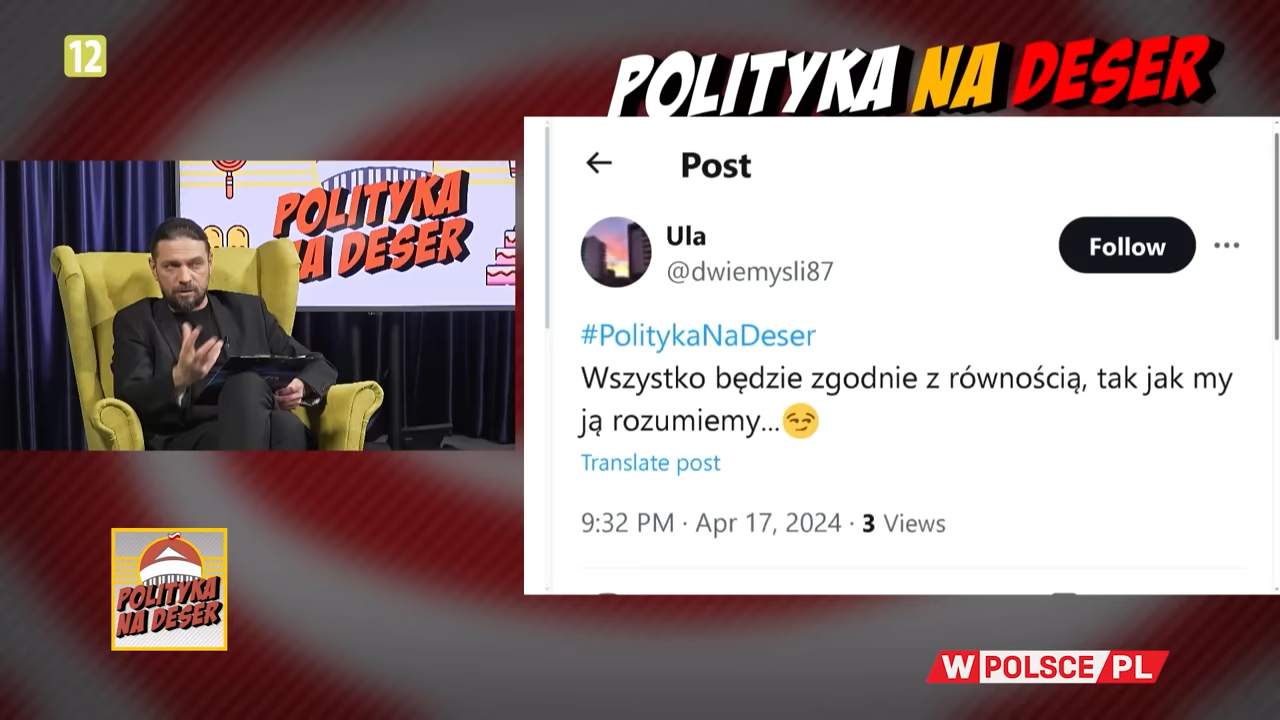 12
POLITYKA NA DESER
POLITYKA
NA DESER
Post
Ula
@dwiemysli87
Follow
#PolitykaNaDeser
Wszystko będzie zgodnie z równością, tak jak my
ją rozumiemy...😏
Translate post
9:32 PM · Apr 17, 2024 · 3 Views
POLITYKA
NA DESER
W POLSCE PL